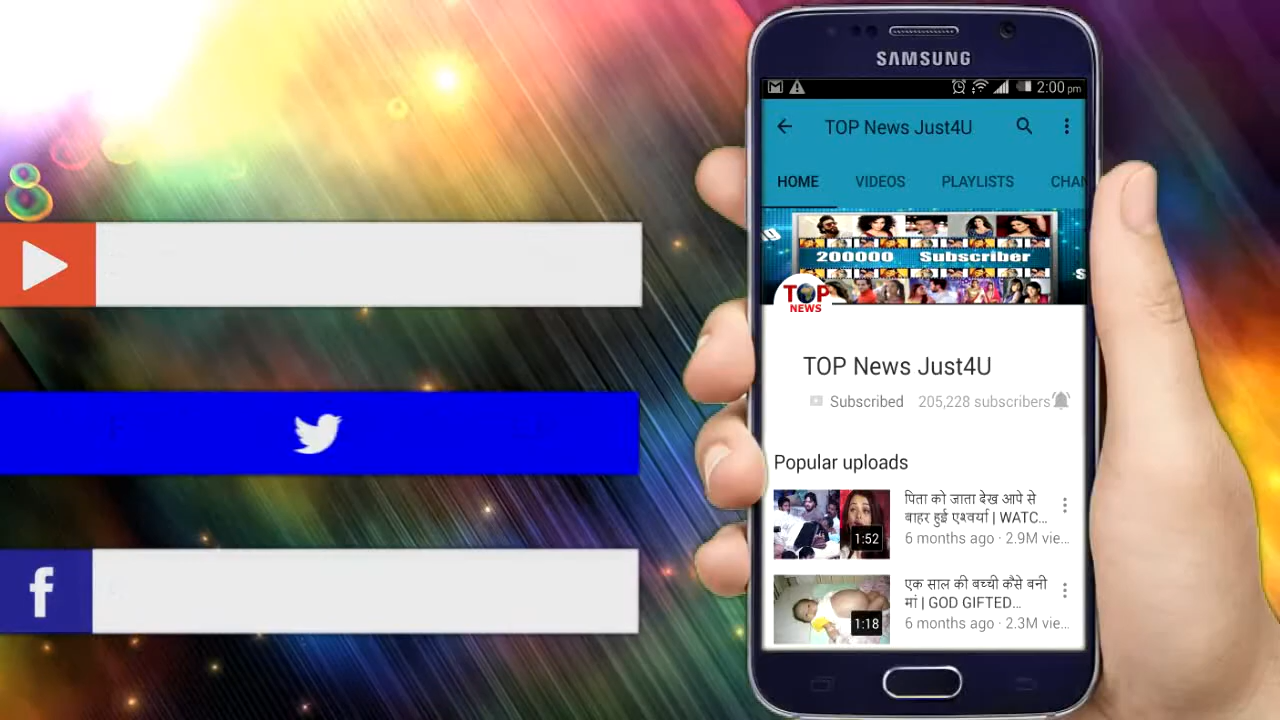 SAMSUNG
2:00 pm
TOP News Just4U
HOME VIDEOS PLAYLISTS CHAN
200000 Subscriber
TOP
NEWS
TOP News Just4U
Subscribed 205,228 subscribers
Popular uploads
पिता को जाता देख आपे से
बाहर हुई एश्वर्या | WATC...
6 months ago · 2.9M vie...
1:52
एक साल की बच्ची कैसे बनी
मां | GOD GIFTED...
6 months ago · 2.3M vie...
1:18